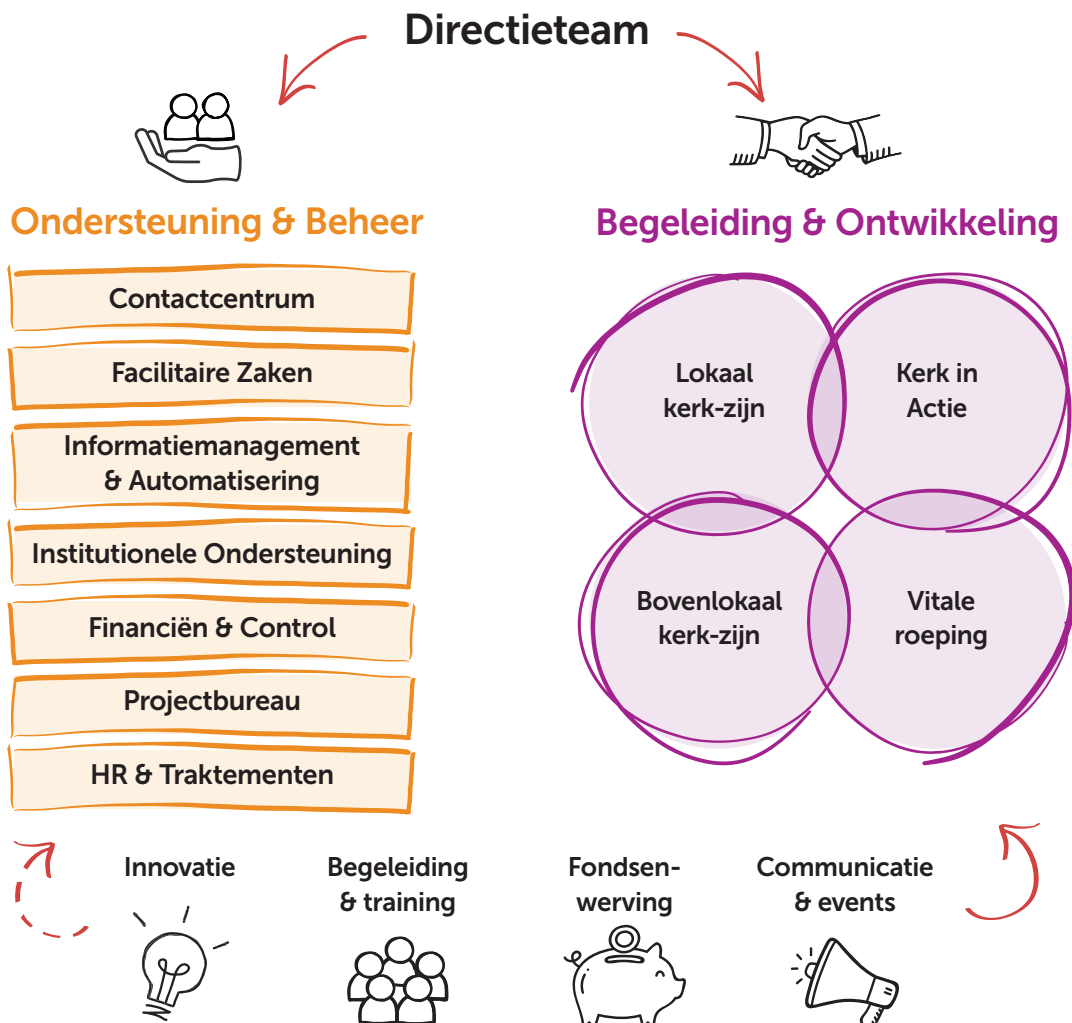 Directieteam
Ondersteuning & Beheer
Contactcentrum
Facilitaire Zaken
Informatiemanagement
& Automatisering
Institutionele Ondersteuning
Financiën & Control
Projectbureau
HR & Traktementen
Begeleiding & Ontwikkeling
Lokaal
kerk-zijn
Kerk in
Actie
Bovenlokaal
kerk-zijn
Vitale
roeping
Innovatie
Begeleiding
& training
Fondsen-
werving
Communicatie
& events